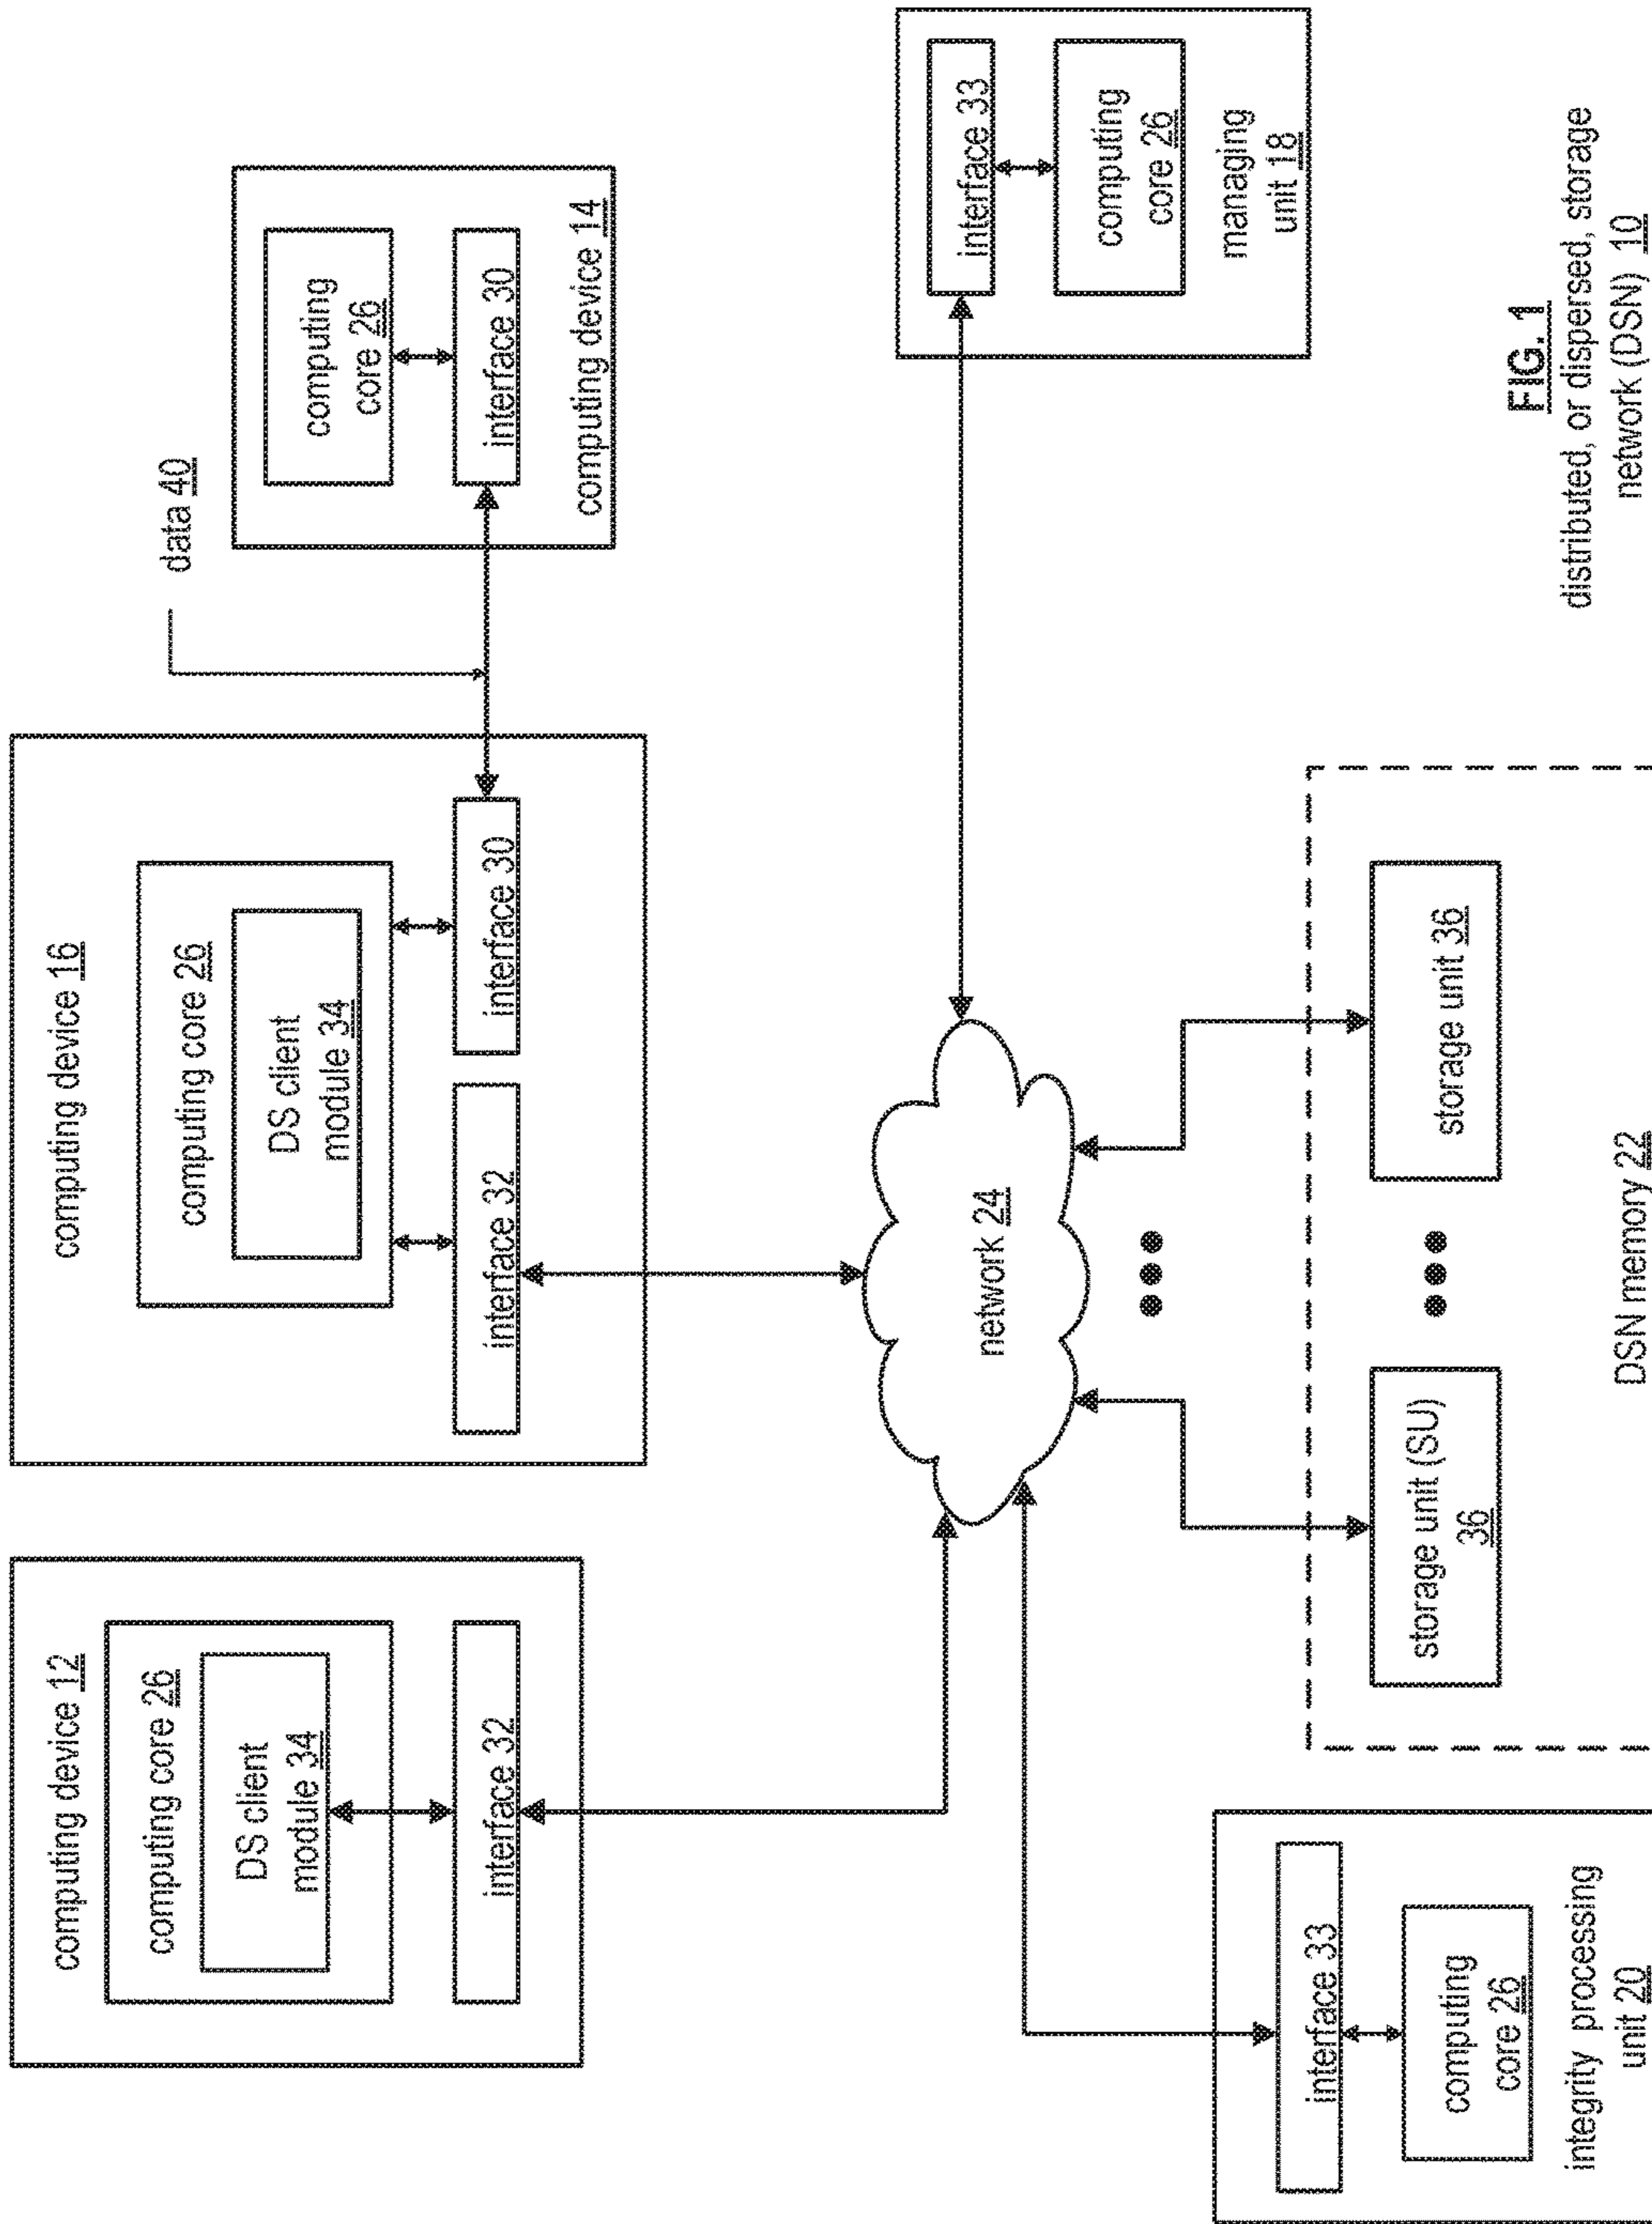 computing device 12
computing core 26
DS client
module 34
interface 32
computing device 16
computing core 26
DS client
module 34
interface 32
interface 30
data 40
computing
core 26
interface 30
computing device 14
network 24
interface 33
computing
core 26
managing
unit 18
interface 33
computing
core 26
integrity processing
unit 20
storage unit (SU)
36
storage unit 36
DSN memory 22
FIG. 1
distributed, or dispersed, storage
network (DSN) 10